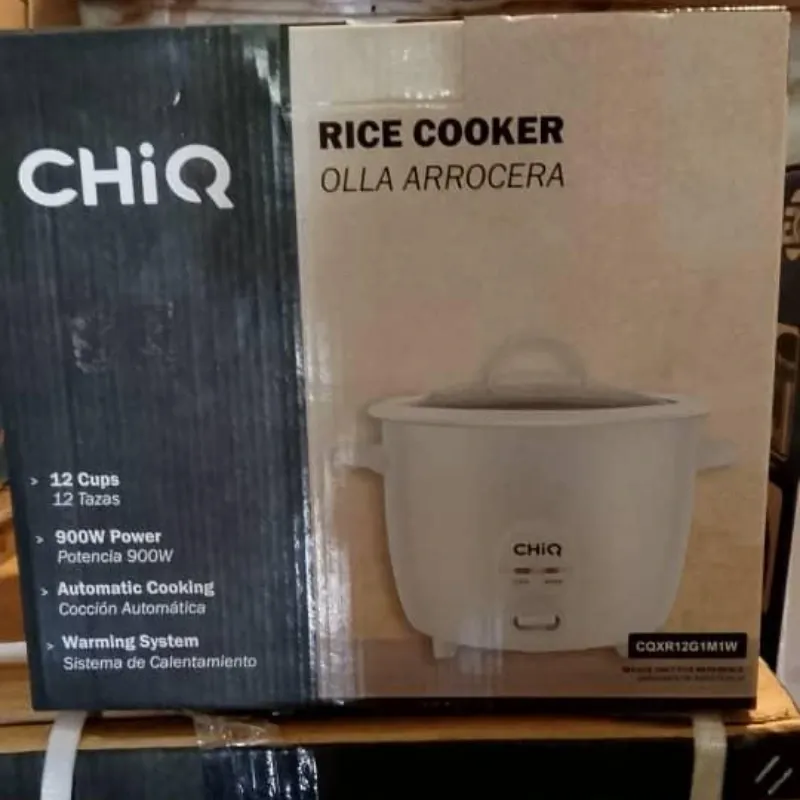 CHiQ
RICE COOKER
OLLA ARROCERA
> 12 Cups
12 Tazas
> 900W Power
Potencia 900W
> Automatic Cooking
Cocción Automática
> Warming System
Sistema de Calentamiento
CHiQ
CQXR12G1M1W